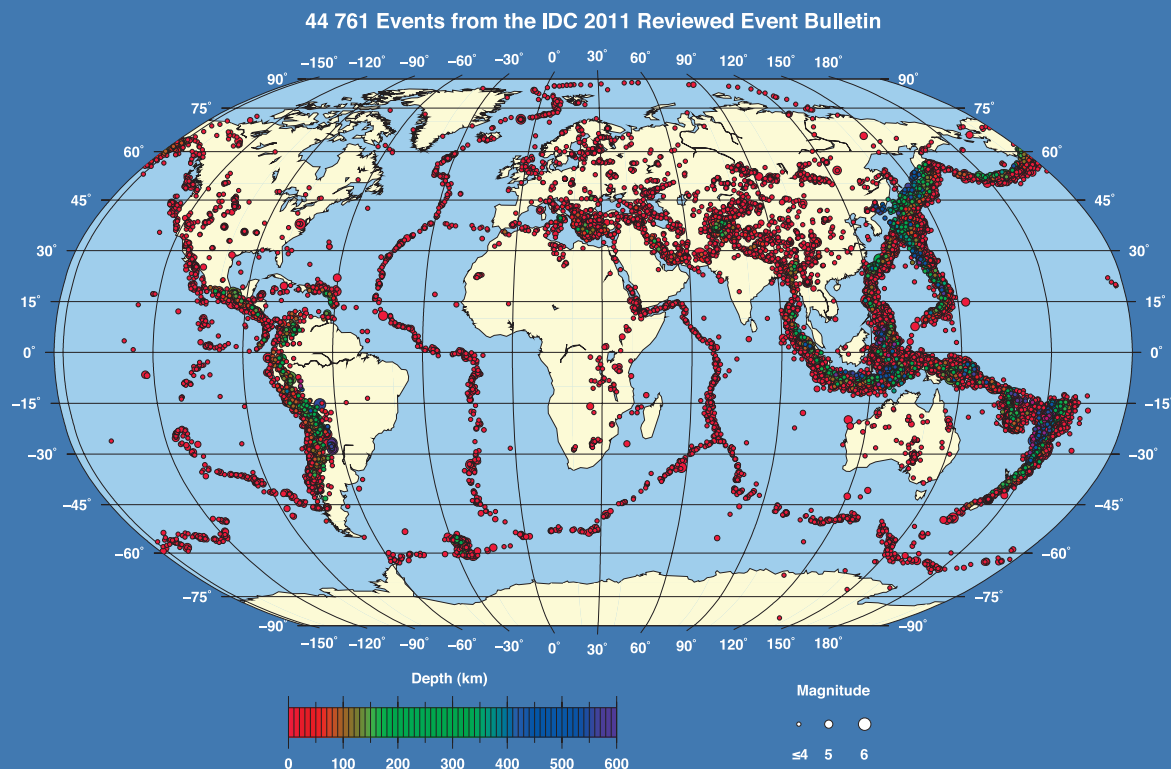 44 761 Events from the IDC 2011 Reviewed Event Bulletin
−150° −120° −90° −60° −30° 0° 30° 60° 90° 120° 150° 180°
90° 90°
75° 75°
60° 60°
45° 45°
30° 30°
15° 15°
0° 0°
−15° −15°
−30° −30°
−45° −45°
−60° −60°
−75° −75°
−90° −90°
−150° −120° −90° −60° −30° 0° 30° 60° 90° 120° 150° 180°
Depth (km)
0 100 200 300 400 500 600
Magnitude
≤4 5 6